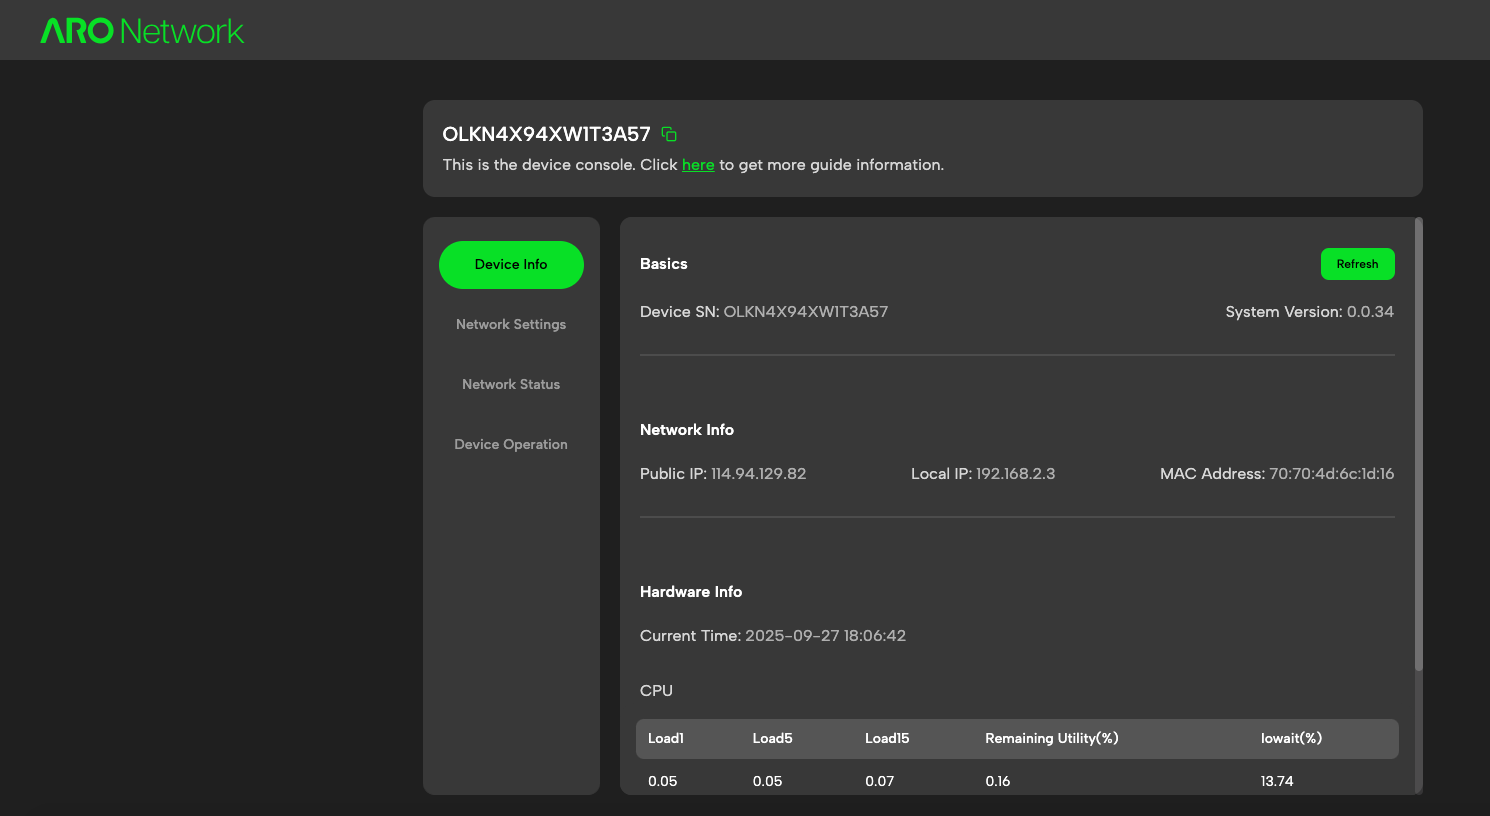 ARO Network
OLKN4X94XW1T3A57
This is the device console. Click here to get more guide information.
Device Info
Network Settings
Network Status
Device Operation
Basics
Refresh
Device SN: OLKN4X94XW1T3A57
System Version: 0.0.34
Network Info
Public IP: 114.94.129.82
Local IP: 192.168.2.3
MAC Address: 70:70:4d:6c:1d:16
Hardware Info
Current Time: 2025-09-27 18:06:42
CPU
Load1 Load5 Load15 Remaining Utility(%) Iowait(%)
0.05 0.05 0.07 0.16 13.74